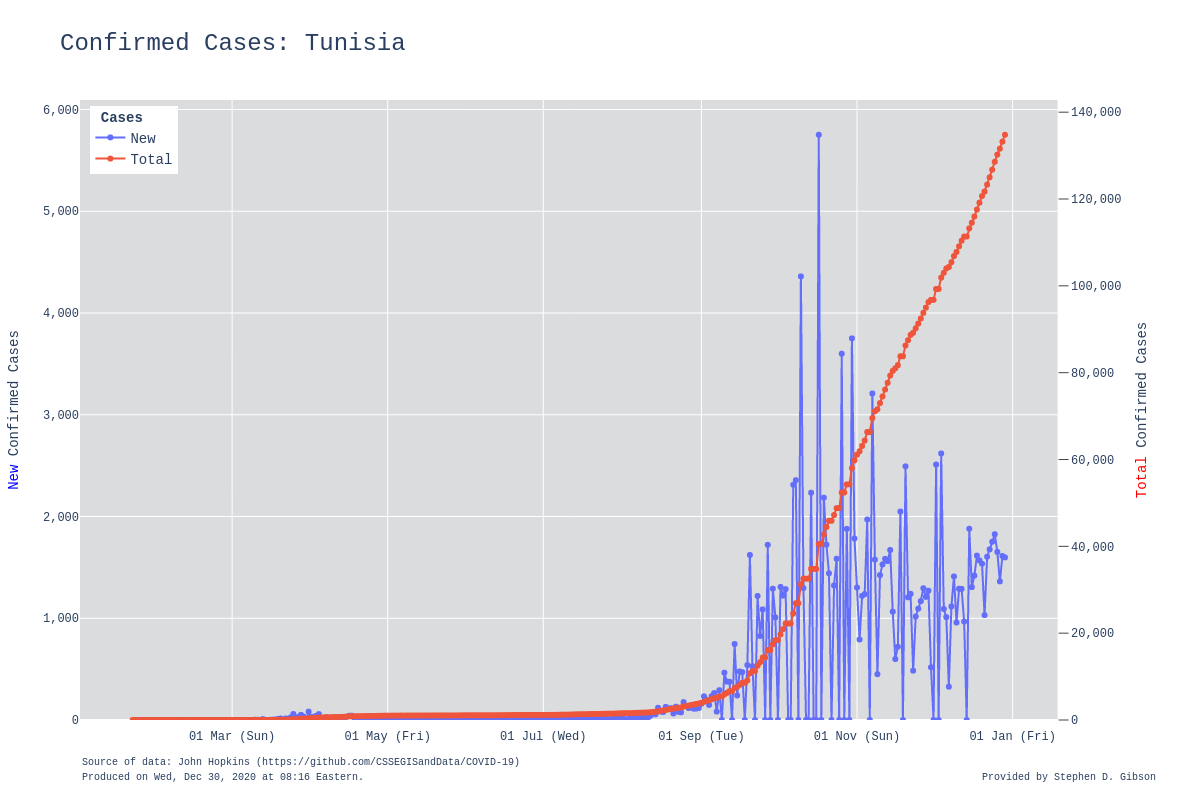 Confirmed Cases: Tunisia
Cases
New
Total
6,000
5,000
4,000
3,000
2,000
1,000
0
140,000
120,000
100,000
80,000
60,000
40,000
20,000
0
New Confirmed Cases
Total Confirmed Cases
01 Mar (Sun)
01 May (Fri)
01 Jul (Wed)
01 Sep (Tue)
01 Nov (Sun)
01 Jan (Fri)
Source of data: John Hopkins (https://github.com/CSSEGISandData/COVID-19)
Produced on Wed, Dec 30, 2020 at 08:16 Eastern.
Provided by Stephen D. Gibson